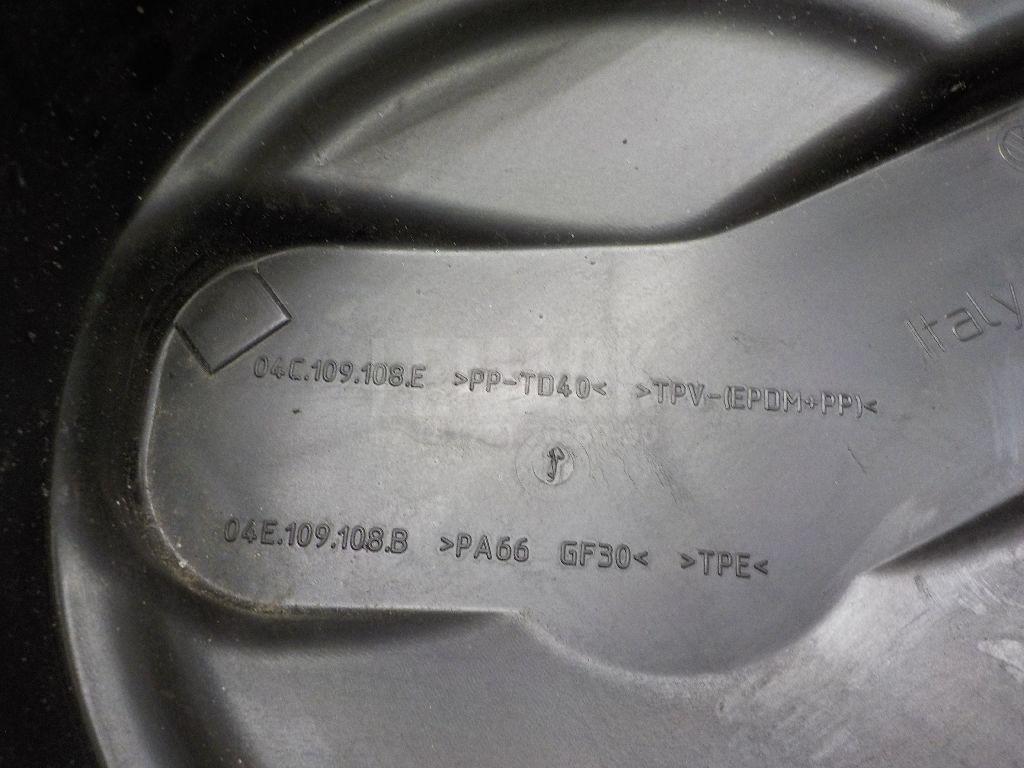 Italy
04C.109.108.E >PP-TD40< >TPV-(EPDM+PP)<
04E.109.108.B >PA66 GF30< >TPE<